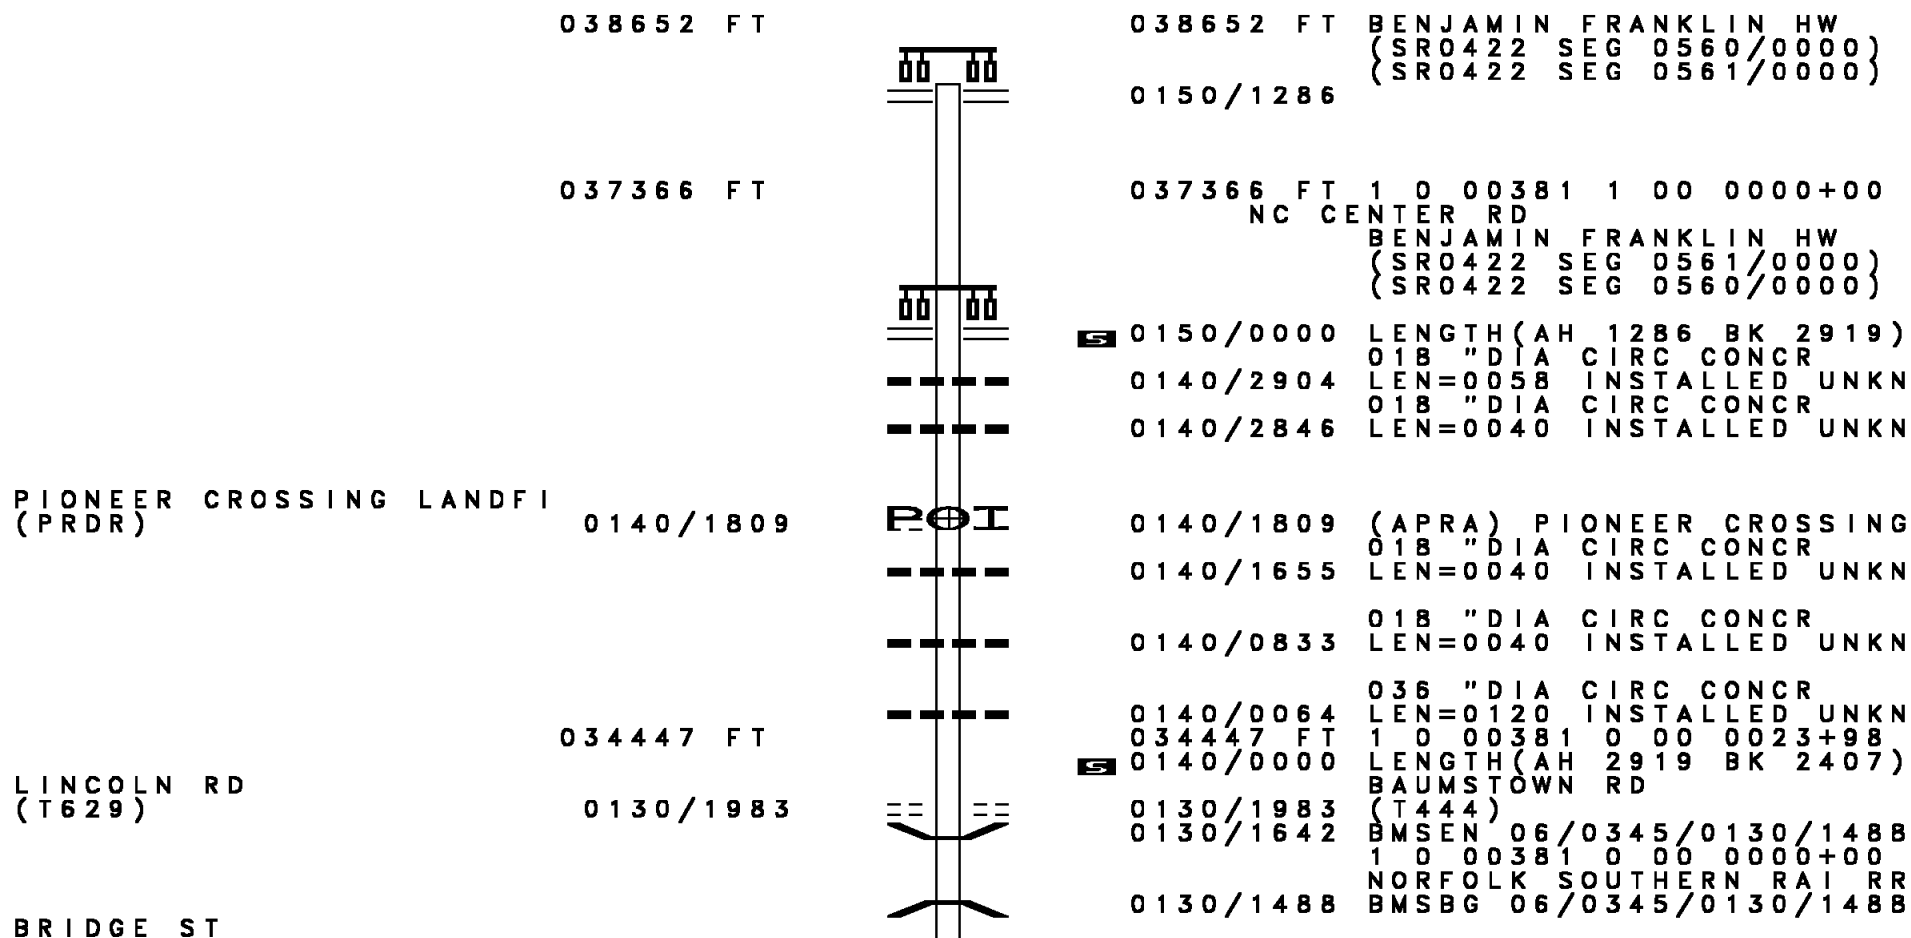 038652 FT 038652 FT BENJAMIN FRANKLIN HW
(SR0422 SEG 0560/0000)
(SR0422 SEG 0561/0000)
0150/1286
037366 FT 037366 FT 1 0 00381 1 00 0000+00
NC CENTER RD
BENJAMIN FRANKLIN HW
(SR0422 SEG 0561/0000)
(SR0422 SEG 0560/0000)
S 0150/0000 LENGTH(AH 1286 BK 2919)
018 "DIA CIRC CONCR
0140/2904 LEN=0058 INSTALLED UNKN
018 "DIA CIRC CONCR
0140/2846 LEN=0040 INSTALLED UNKN
PIONEER CROSSING LANDFI
(PRDR) 0140/1809 POI 0140/1809 (APRA) PIONEER CROSSING
018 "DIA CIRC CONCR
0140/1655 LEN=0040 INSTALLED UNKN
018 "DIA CIRC CONCR
0140/0833 LEN=0040 INSTALLED UNKN
036 "DIA CIRC CONCR
0140/0064 LEN=0120 INSTALLED UNKN
034447 FT 034447 FT 1 0 00381 0 00 0023+98
S 0140/0000 LENGTH(AH 2919 BK 2407)
LINCOLN RD BAUMSTOWN RD
(T629) 0130/1983 0130/1983 (T444)
0130/1642 BMSEN 06/0345/0130/1488
1 0 00381 0 00 0000+00
NORFOLK SOUTHERN RAI RR
0130/1488 BMSBG 06/0345/0130/1488
BRIDGE ST